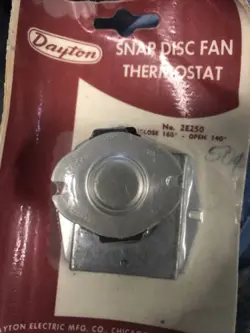 Dayton
SNAP DISC FAN
THERMOSTAT
No. 2E250
CLOSE 160° - OPEN 140°
DAYTON ELECTRIC MFG. CO. CHICAGO